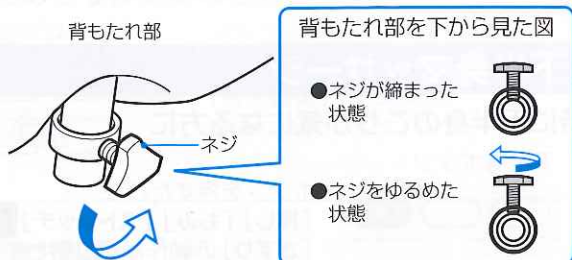 背もたれ部
ネジ
背もたれ部を下から見た図
●ネジが締まった
状態
●ネジをゆるめた
状態